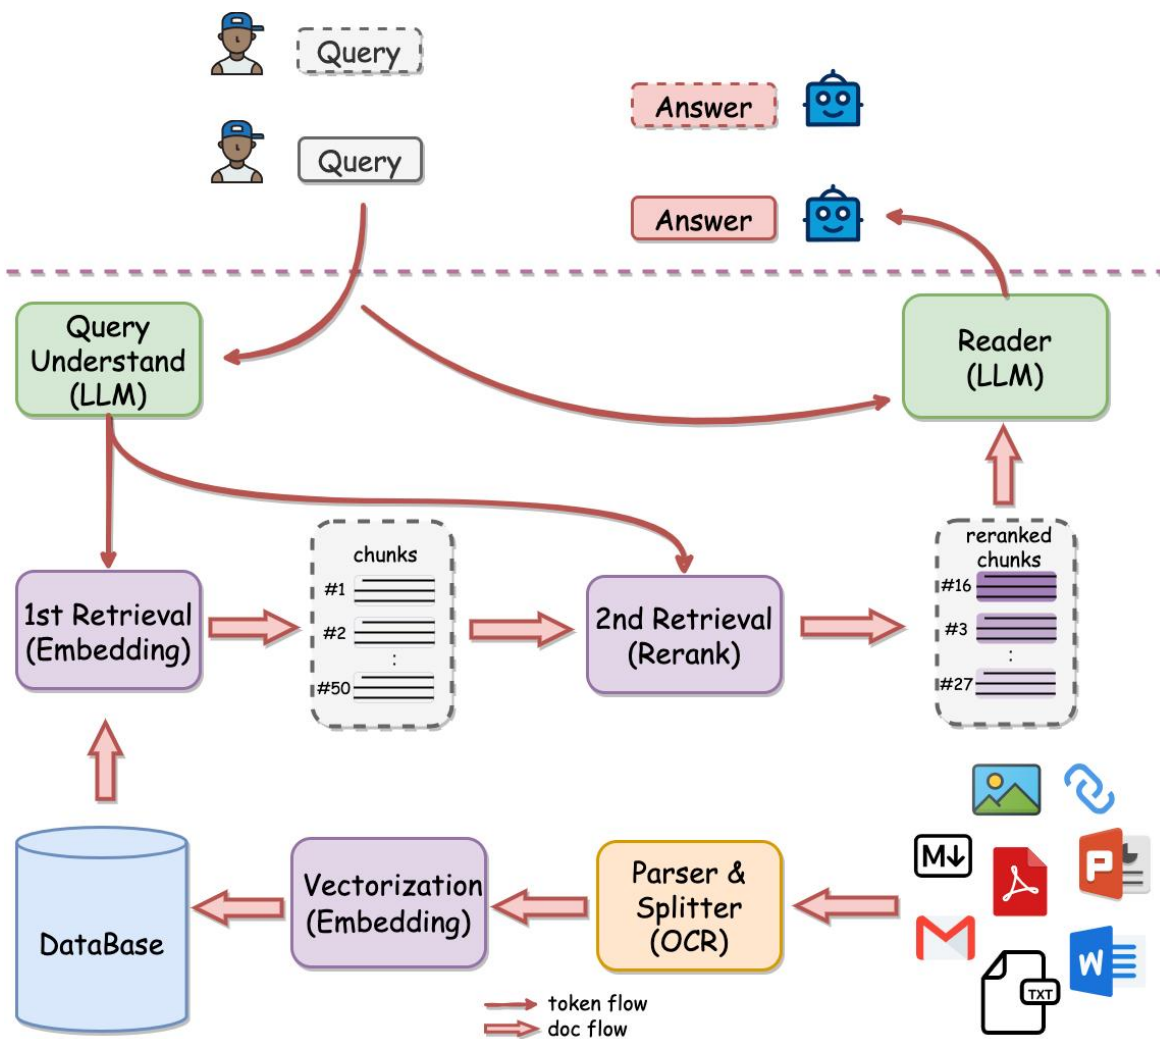 Query
Answer
Query
Answer
Query
Understand
(LLM)
Reader
(LLM)
1st Retrieval
(Embedding)
chunks
#1
#2
:
#50
2nd Retrieval
(Rerank)
reranked
chunks
#16
#3
:
#27
DataBase
Vectorization
(Embedding)
Parser &
Splitter
(OCR)
M↓
P
W
TXT
token flow
doc flow